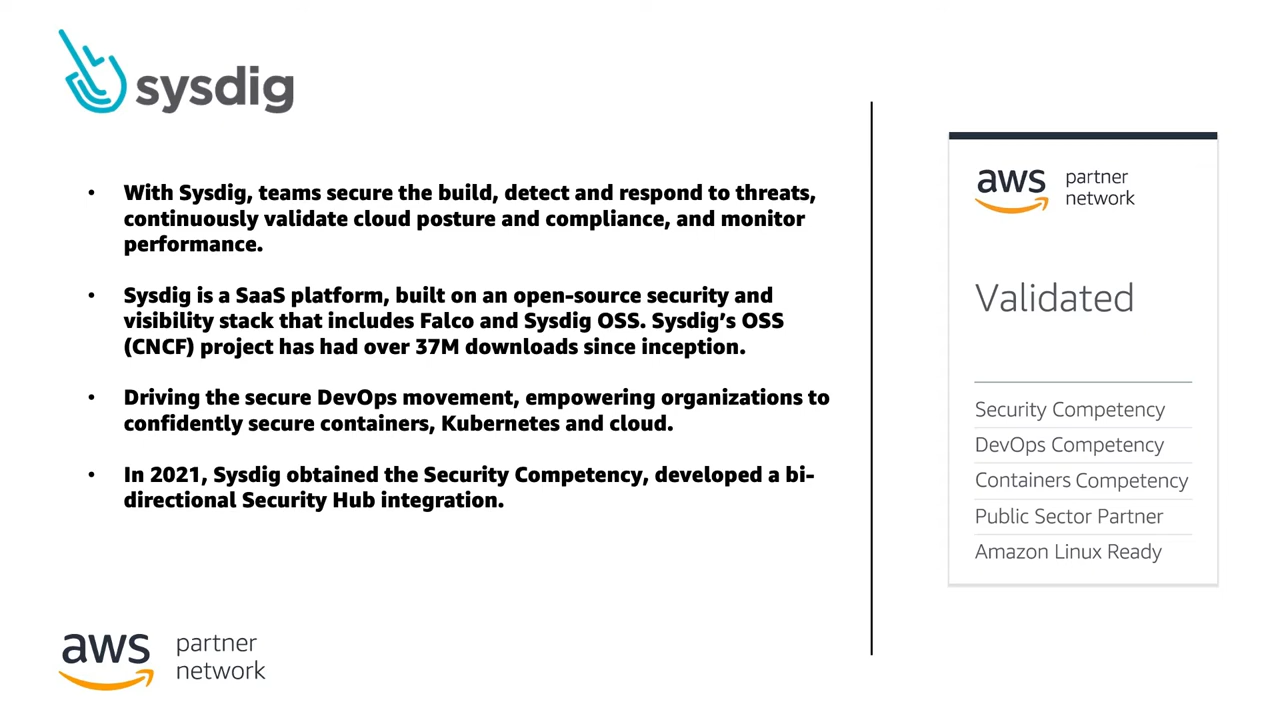 sysdig
• With Sysdig, teams secure the build, detect and respond to threats,
continuously validate cloud posture and compliance, and monitor
performance.
• Sysdig is a SaaS platform, built on an open-source security and
visibility stack that includes Falco and Sysdig OSS. Sysdig’s OSS
(CNCF) project has had over 37M downloads since inception.
• Driving the secure DevOps movement, empowering organizations to
confidently secure containers, Kubernetes and cloud.
• In 2021, Sysdig obtained the Security Competency, developed a bi-
directional Security Hub integration.
aws partner
network
aws partner
network
Validated
Security Competency
DevOps Competency
Containers Competency
Public Sector Partner
Amazon Linux Ready